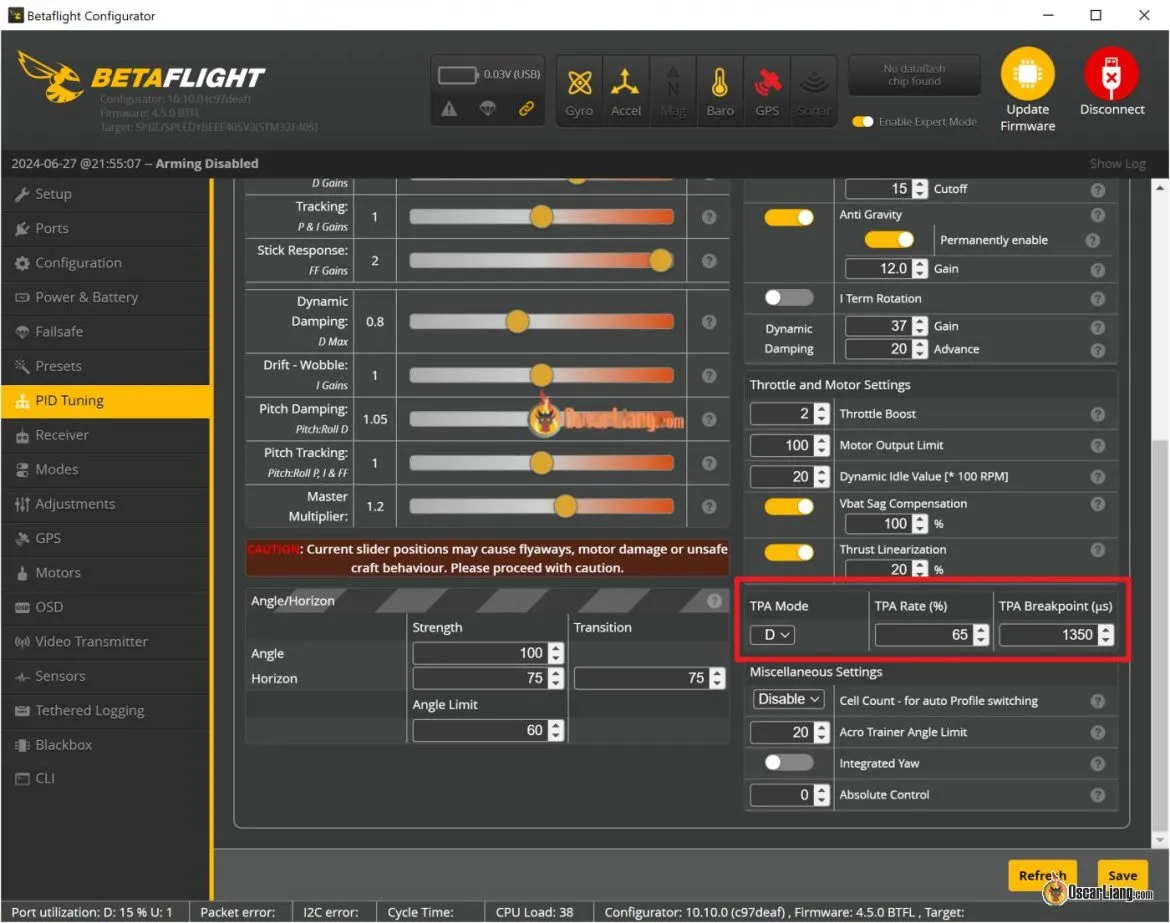 Betaflight Configurator
BETAFLIGHT
Configurator: 10.10.0 (c97deaf)
Firmware: 4.5.0 BTFL
Target: SPBE/SPEEDYBEEF405V3(STM32F405)
0.03V (USB)
Gyro
Accel
Mag
Baro
GPS
Sonar
No dataflash
chip found
Enable Expert Mode
Update
Firmware
Disconnect
2024-06-27 @21:55:07 -- Arming Disabled
Show Log
Setup
Ports
Configuration
Power & Battery
Failsafe
Presets
PID Tuning
Receiver
Modes
Adjustments
GPS
Motors
OSD
Video Transmitter
Sensors
Tethered Logging
Blackbox
CLI
D Gains
Tracking:
P & I Gains
1
Stick Response:
FF Gains
2
Dynamic
Damping:
D Max
0.8
Drift - Wobble:
I Gains
1
Pitch Damping:
Pitch:Roll D
1.05
OscarLiang.com
Pitch Tracking:
Pitch:Roll P, I & FF
1
Master
Multiplier:
1.2
CAUTION: Current slider positions may cause flyaways, motor damage or unsafe
craft behaviour. Please proceed with caution.
Angle/Horizon
Strength
Transition
Angle
100
Horizon
75
75
Angle Limit
60
15 Cutoff
Anti Gravity
Permanently enable
12.0 Gain
I Term Rotation
Dynamic
Damping
37 Gain
20 Advance
Throttle and Motor Settings
2 Throttle Boost
100 Motor Output Limit
20 Dynamic Idle Value [* 100 RPM]
Vbat Sag Compensation
100 %
Thrust Linearization
20 %
TPA Mode
TPA Rate (%)
TPA Breakpoint (µs)
D
65
1350
Miscellaneous Settings
Disable Cell Count - for auto Profile switching
20 Acro Trainer Angle Limit
Integrated Yaw
0 Absolute Control
Refresh
Save
OscarLiang.com
Port utilization: D: 15 % U: 1
Packet error:
I2C error:
Cycle Time:
CPU Load: 38
Configurator: 10.10.0 (c97deaf) , Firmware: 4.5.0 BTFL , Target: